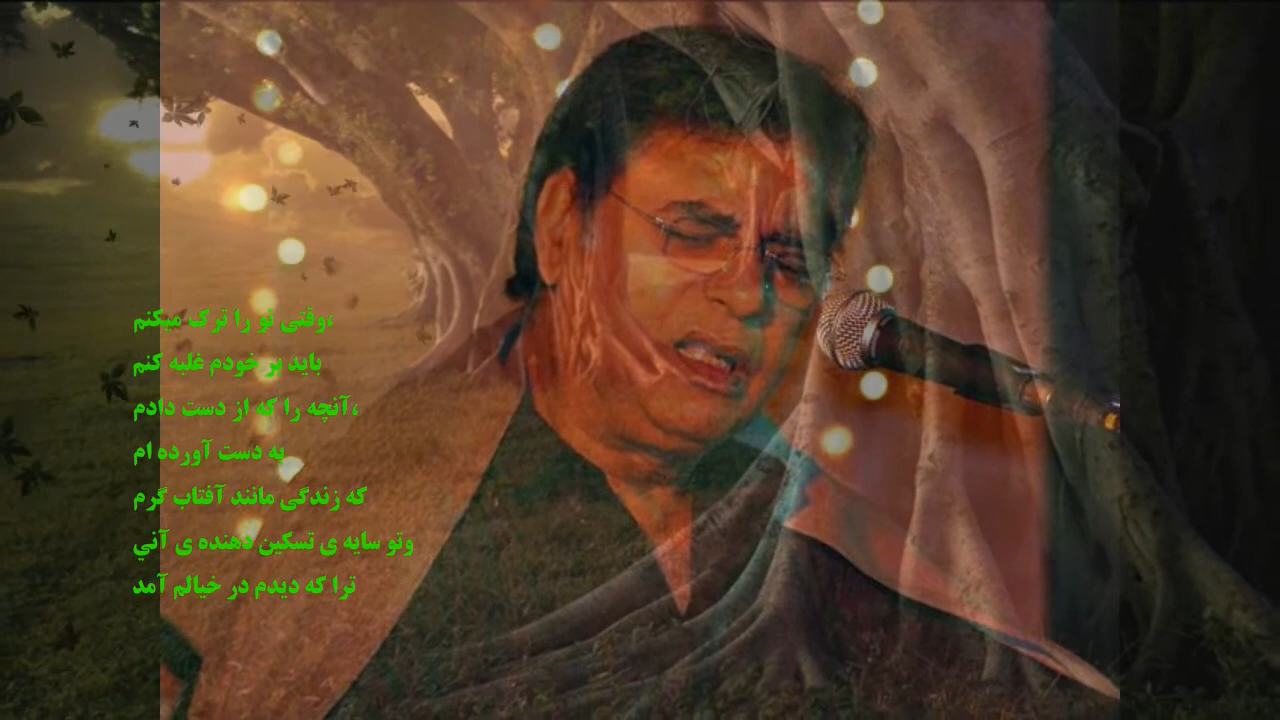 وقتی تو را ترک میکنم،
باید بر خودم غلبه کنم
آنچه را که از دست دادم،
به دست آورده ام
که زندگی مانند آفتاب گرم
وتو سایه ی تسکین دهنده ی آني
ترا که دیدم در خیالم آمد